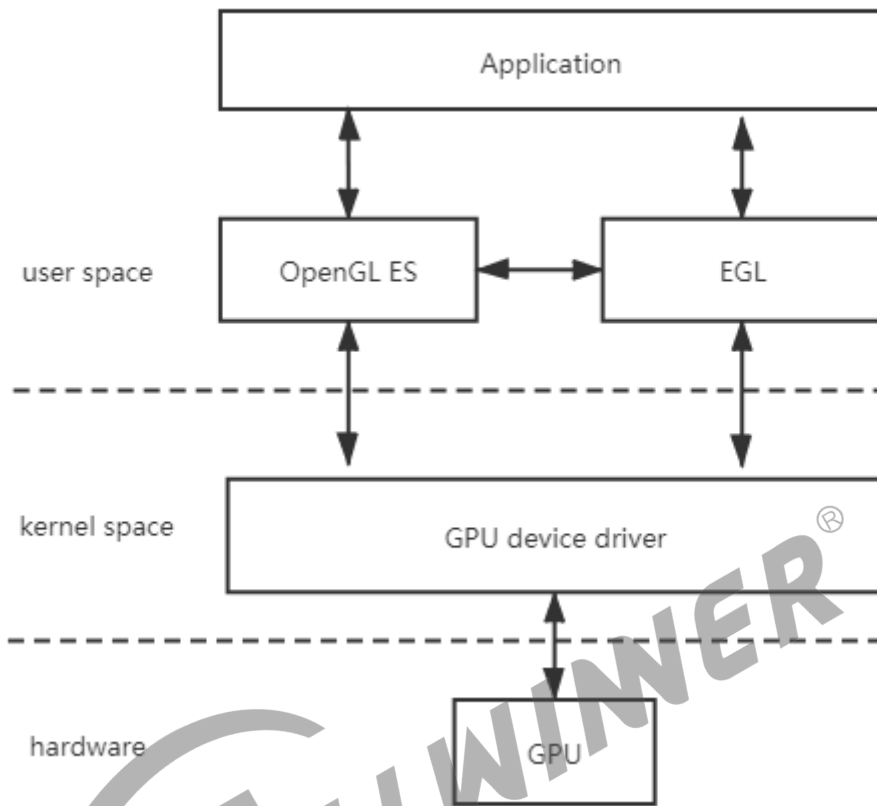 Application
user space
OpenGL ES
EGL
kernel space
GPU device driver
®
hardware
GPU